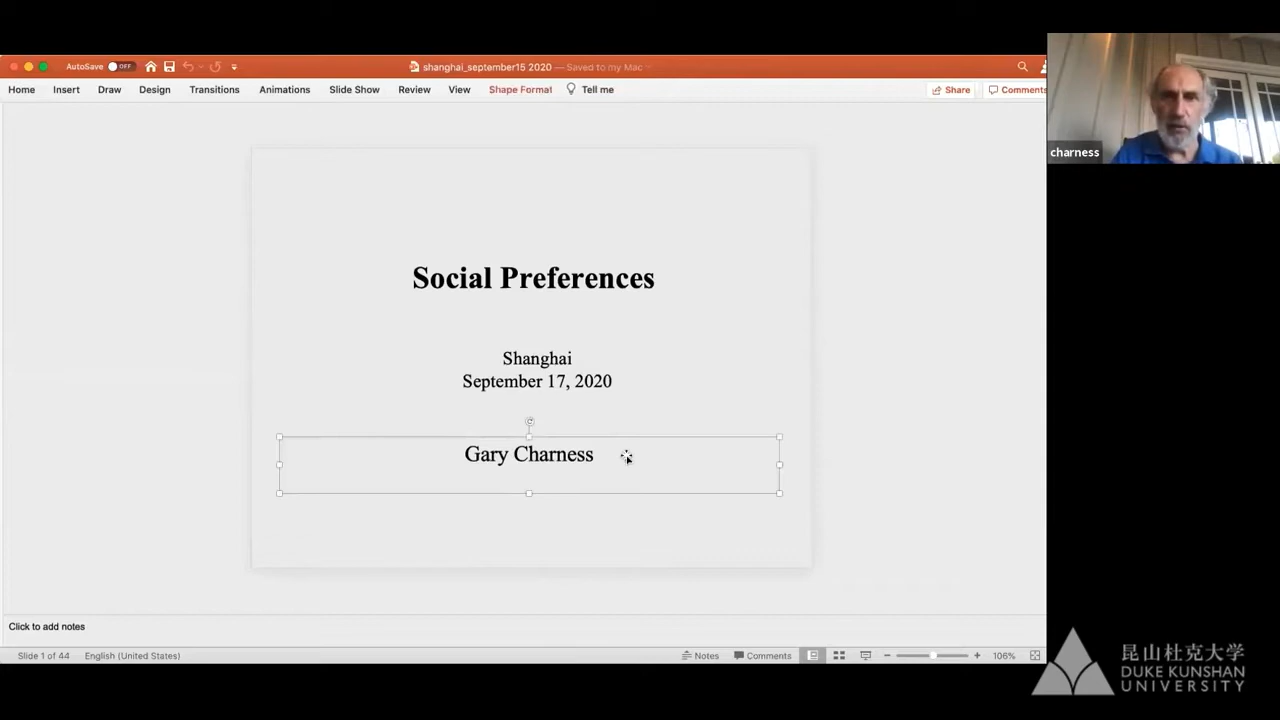 AutoSave OFF
shanghai_september15 2020 — Saved to my Mac
Home Insert Draw Design Transitions Animations Slide Show Review View Shape Format Tell me Share Comments
charness
Social Preferences
Shanghai
September 17, 2020
Gary Charness
Click to add notes
Slide 1 of 44 English (United States) Notes Comments 106%
昆山杜克大学
DUKE KUNSHAN
UNIVERSITY